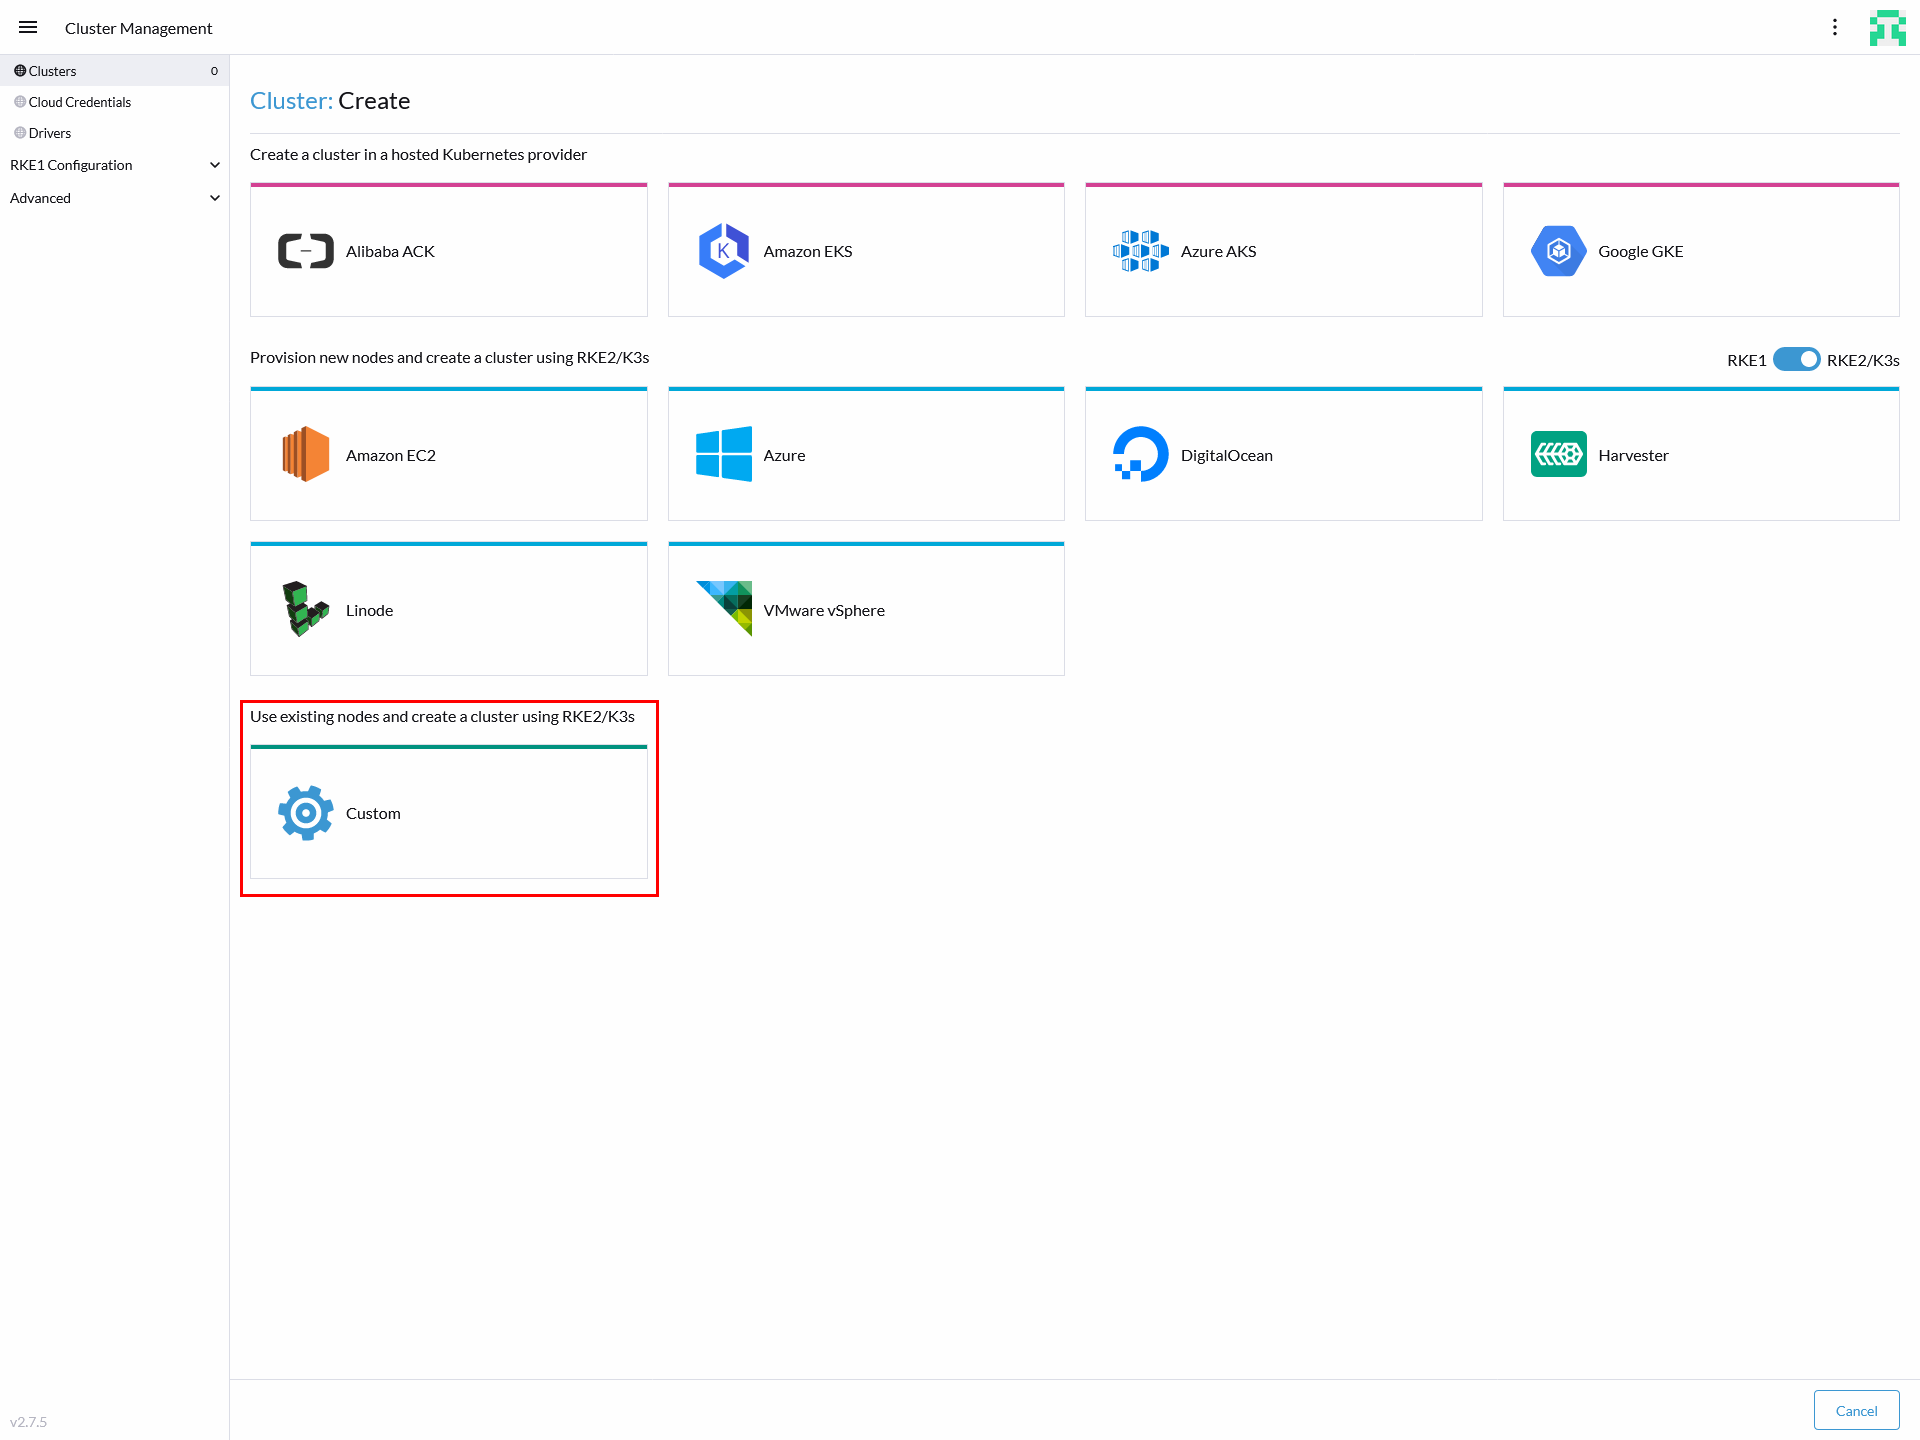 Cluster Management
Clusters 0
Cloud Credentials
Drivers
RKE1 Configuration
Advanced
Cluster: Create
Create a cluster in a hosted Kubernetes provider
Alibaba ACK
K
Amazon EKS
Azure AKS
Google GKE
Provision new nodes and create a cluster using RKE2/K3s
RKE1 RKE2/K3s
Amazon EC2
Azure
DigitalOcean
Harvester
Linode
VMware vSphere
Use existing nodes and create a cluster using RKE2/K3s
Custom
v2.7.5
Cancel